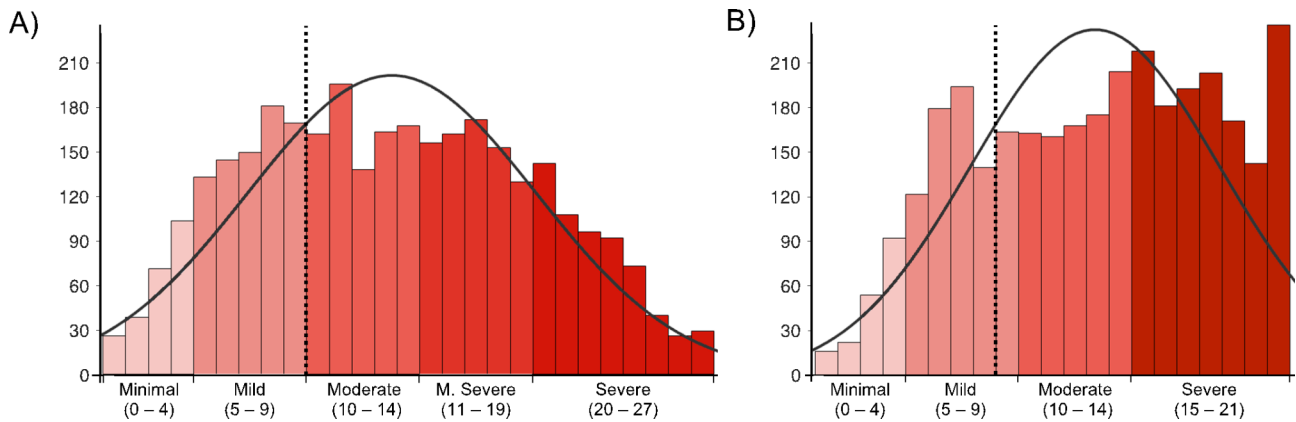 A)
210
180
150
120
90
60
30
0
Minimal Mild Moderate M. Severe Severe
(0 – 4) (5 – 9) (10 – 14) (11 – 19) (20 – 27)
B)
210
180
150
120
90
60
30
0
Minimal Mild Moderate Severe
(0 – 4) (5 – 9) (10 – 14) (15 – 21)